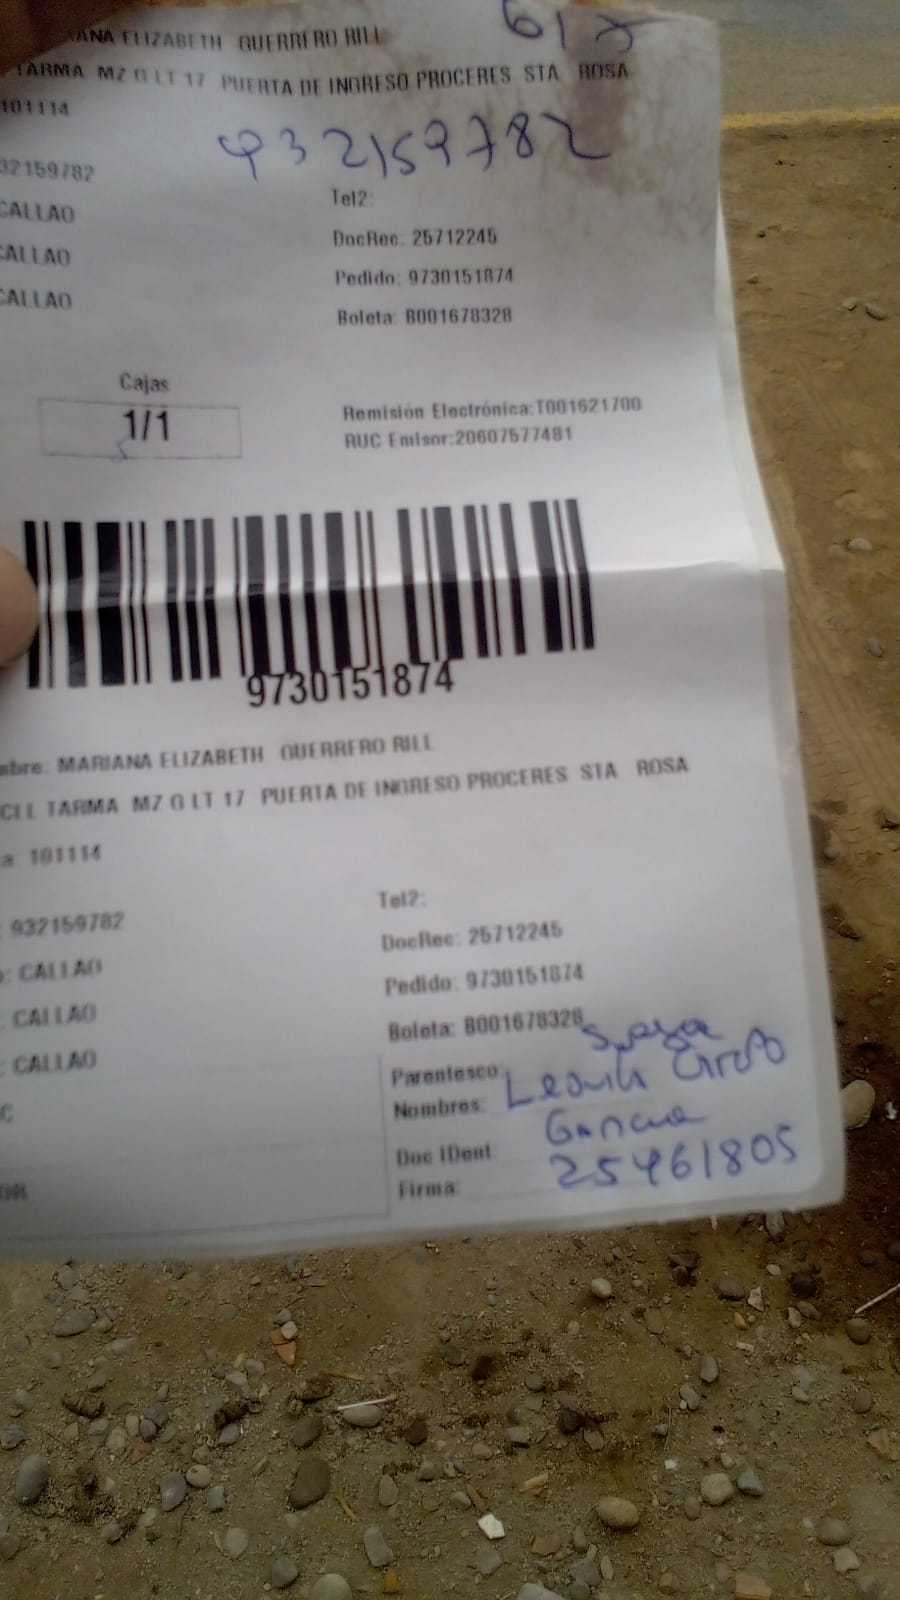 ANA ELIZABETH GUERRERO RILL
TARMA MZ G LT 17 PUERTA DE INGRESO PROCERES STA ROSA
101114
932159782
32159782
Tel2:
CALLAO
DocRec: 25712245
CALLAO
Pedido: 9730151874
CALLAO
Boleta: B001678328
Cajas
1/1
Remisión Electrónica:T001621700
RUC Emisor:20607577481
9730151874
mbre: MARIANA ELIZABETH GUERRERO RILL
CLL TARMA MZ G LT 17 PUERTA DE INGRESO PROCERES STA ROSA
a: 101114
: 932159782
Tel2:
DocRec: 25712245
o: CALLAO
Pedido: 9730151874
: CALLAO
Boleta: B001678328
: CALLAO
Parentesco
Nombres:
C
Garcia
Doc IDent
25461805
Firma: